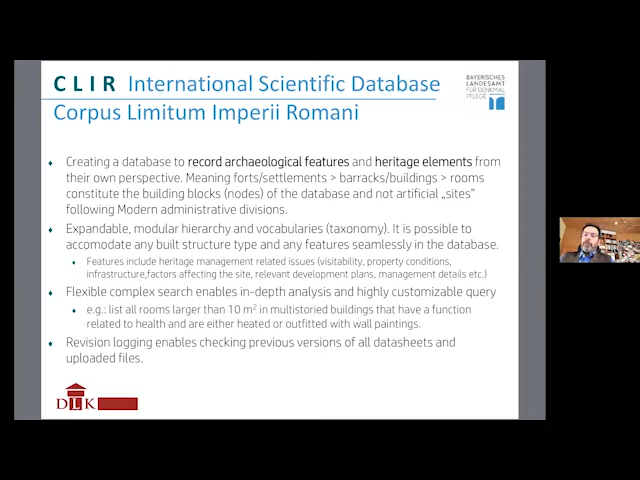 C L I R International Scientific Database
Corpus Limitum Imperii Romani
BAYERISCHES
LANDESAMT
FÜR DENKMAL
PFLEGE
Creating a database to record archaeological features and heritage elements from
their own perspective. Meaning forts/settlements > barracks/buildings > rooms
constitute the building blocks (nodes) of the database and not artificial „sites”
following Modern administrative divisions.
Expandable, modular hierarchy and vocabularies (taxonomy). It is possible to
accomodate any built structure type and any features seamlessly in the database.
Features include heritage management related issues (visitability, property conditions,
infrastructure,factors affecting the site, relevant development plans, management details etc.)
Flexible complex search enables in-depth analysis and highly customizable query
e.g.: list all rooms larger than 10 m² in multistoried buildings that have a function
related to health and are either heated or outfitted with wall paintings.
Revision logging enables checking previous versions of all datasheets and
uploaded files.
DLK